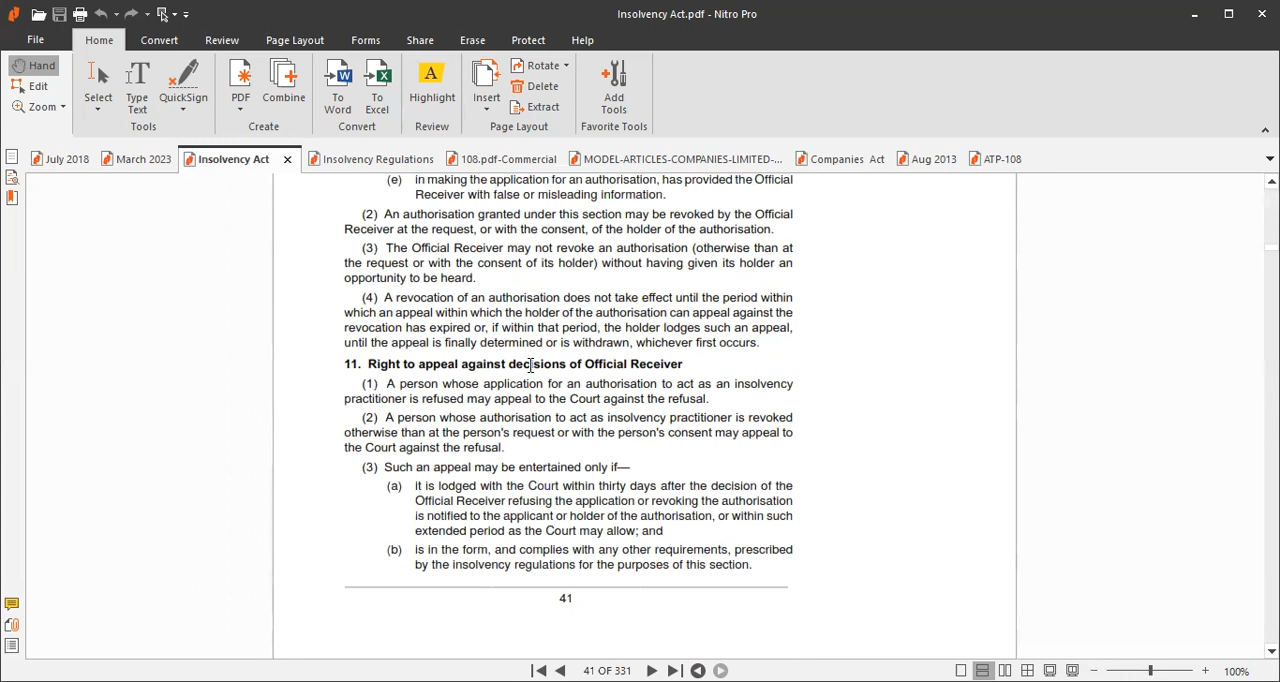 Insolvency Act.pdf - Nitro Pro
File Home Convert Review Page Layout Forms Share Erase Protect Help
Hand
Edit
Zoom
Select
Type Text
QuickSign
Tools
PDF
Combine
Create
To Word
To Excel
Convert
Highlight
Review
Insert
Rotate
Delete
Extract
Page Layout
Add Tools
Favorite Tools
July 2018 March 2023 Insolvency Act Insolvency Regulations 108.pdf-Commercial MODEL-ARTICLES-COMPANIES-LIMITED-... Companies Act Aug 2013 ATP-108
(e) in making the application for an authorisation, has provided the Official
Receiver with false or misleading information.
(2) An authorisation granted under this section may be revoked by the Official
Receiver at the request, or with the consent, of the holder of the authorisation.
(3) The Official Receiver may not revoke an authorisation (otherwise than at
the request or with the consent of its holder) without having given its holder an
opportunity to be heard.
(4) A revocation of an authorisation does not take effect until the period within
which an appeal within which the holder of the authorisation can appeal against the
revocation has expired or, if within that period, the holder lodges such an appeal,
until the appeal is finally determined or is withdrawn, whichever first occurs.
11. Right to appeal against decisions of Official Receiver
(1) A person whose application for an authorisation to act as an insolvency
practitioner is refused may appeal to the Court against the refusal.
(2) A person whose authorisation to act as insolvency practitioner is revoked
otherwise than at the person's request or with the person's consent may appeal to
the Court against the refusal.
(3) Such an appeal may be entertained only if—
(a) it is lodged with the Court within thirty days after the decision of the
Official Receiver refusing the application or revoking the authorisation
is notified to the applicant or holder of the authorisation, or within such
extended period as the Court may allow; and
(b) is in the form, and complies with any other requirements, prescribed
by the insolvency regulations for the purposes of this section.
41
41 OF 331
100%